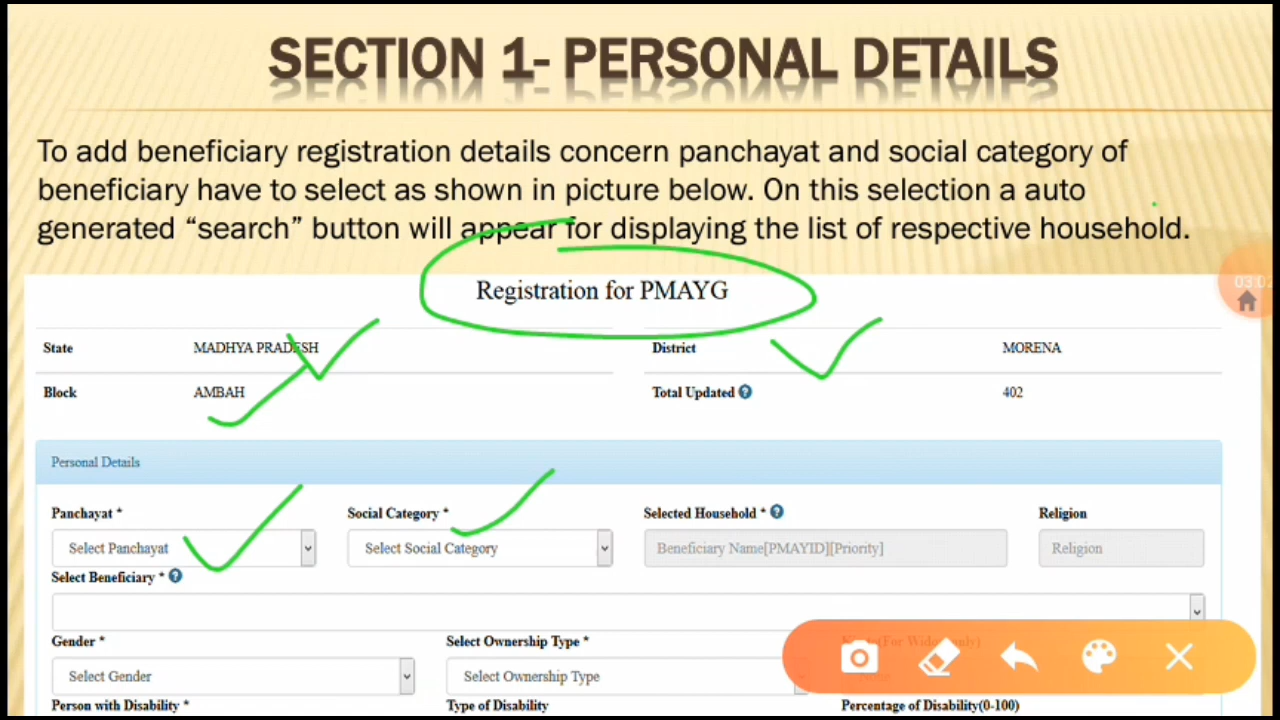 SECTION 1- PERSONAL DETAILS
To add beneficiary registration details concern panchayat and social category of
beneficiary have to select as shown in picture below. On this selection a auto
generated “search” button will appear for displaying the list of respective household.
Registration for PMAYG
State MADHYA PRADESH District MORENA
Block AMBAH Total Updated ? 402
Personal Details
Panchayat * Social Category * Selected Household * ? Religion
Select Panchayat Select Social Category Beneficiary Name[PMAYID][Priority] Religion
Select Beneficiary * ?
Gender * Select Ownership Type *
Select Gender Select Ownership Type
Person with Disability * Type of Disability Percentage of Disability(0-100)